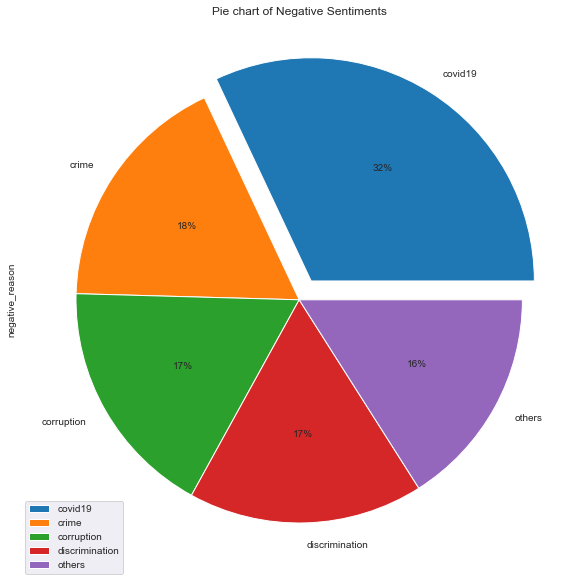 Pie chart of Negative Sentiments
covid19
32%
crime
18%
negative_reason
17%
16%
corruption
others
17%
discrimination
covid19
crime
corruption
discrimination
others